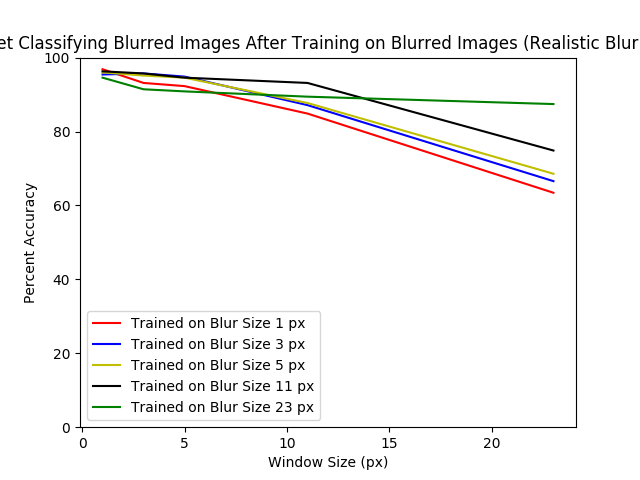 Classifying Blurred Images After Training on Blurred Images (Realistic
100
80
60
40
20
0
Percent Accuracy
Trained on Blur Size 1 px
Trained on Blur Size 3 px
Trained on Blur Size 5 px
Trained on Blur Size 11 px
Trained on Blur Size 23 px
0 5 10 15 20
Window Size (px)